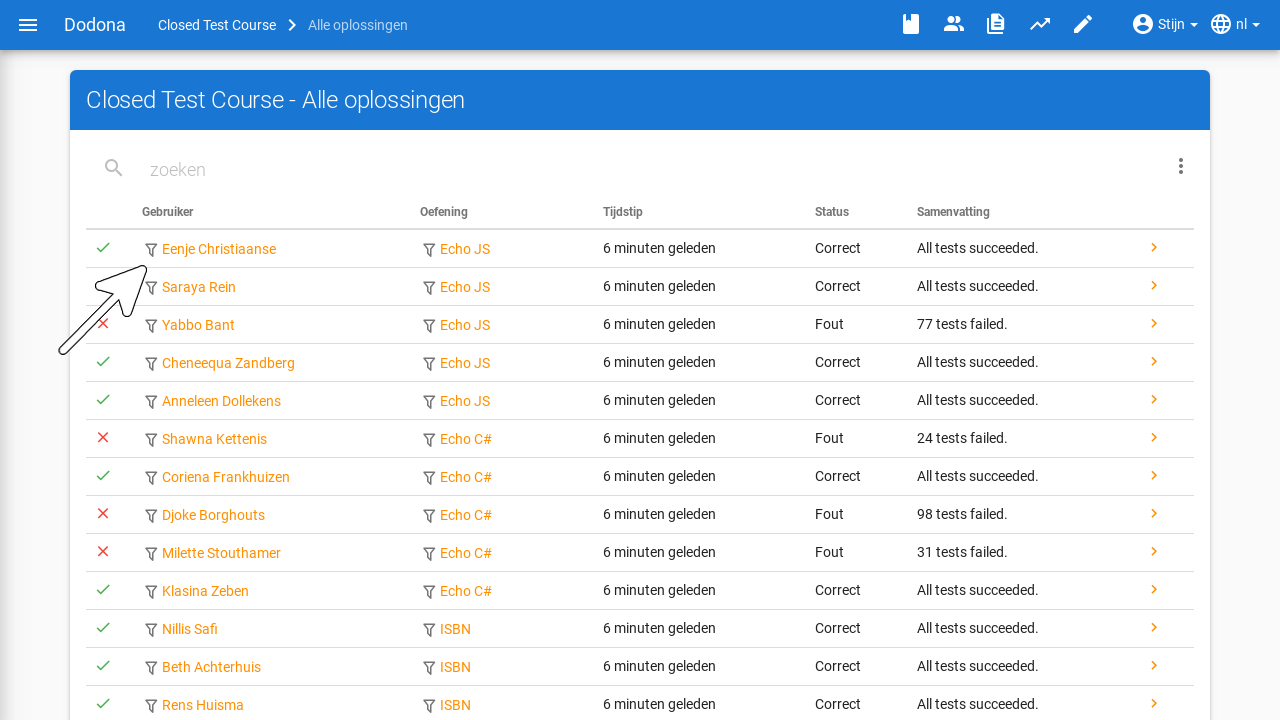 Dodona Closed Test Course Alle oplossingen Stijn nl
Closed Test Course - Alle oplossingen
zoeken
Gebruiker Oefening Tijdstip Status Samenvatting
Eenje Christiaanse Echo JS 6 minuten geleden Correct All tests succeeded.
Saraya Rein Echo JS 6 minuten geleden Correct All tests succeeded.
Yabbo Bant Echo JS 6 minuten geleden Fout 77 tests failed.
Cheneequa Zandberg Echo JS 6 minuten geleden Correct All tests succeeded.
Anneleen Dollekens Echo JS 6 minuten geleden Correct All tests succeeded.
Shawna Kettenis Echo C# 6 minuten geleden Fout 24 tests failed.
Coriena Frankhuizen Echo C# 6 minuten geleden Correct All tests succeeded.
Djoke Borghouts Echo C# 6 minuten geleden Fout 98 tests failed.
Milette Stouthamer Echo C# 6 minuten geleden Fout 31 tests failed.
Klasina Zeben Echo C# 6 minuten geleden Correct All tests succeeded.
Nillis Safi ISBN 6 minuten geleden Correct All tests succeeded.
Beth Achterhuis ISBN 6 minuten geleden Correct All tests succeeded.
Rens Huisma ISBN 6 minuten geleden Correct All tests succeeded.